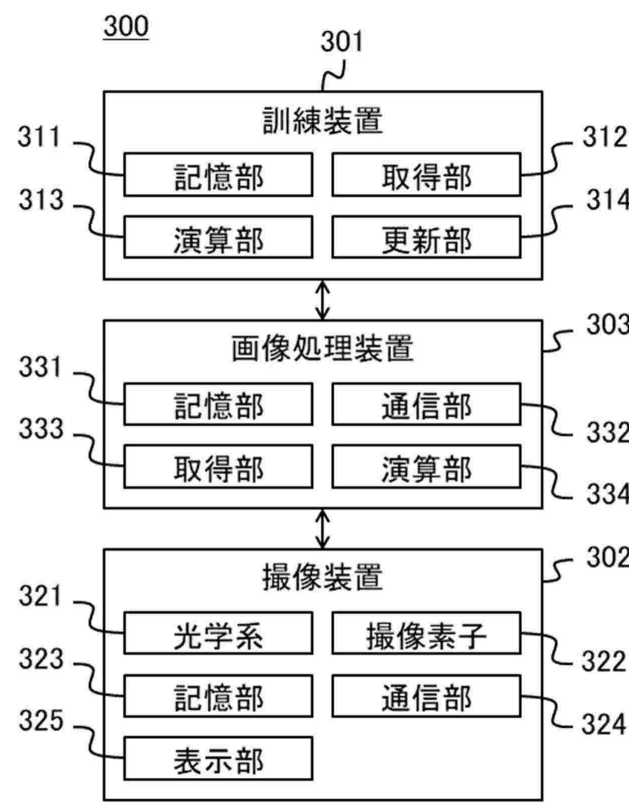 300
301
訓練装置
311
記憶部
取得部
312
313
演算部
更新部
314
303
画像処理装置
331
記憶部
通信部
332
333
取得部
演算部
334
302
撮像装置
321
光学系
撮像素子
322
323
記憶部
通信部
324
325
表示部